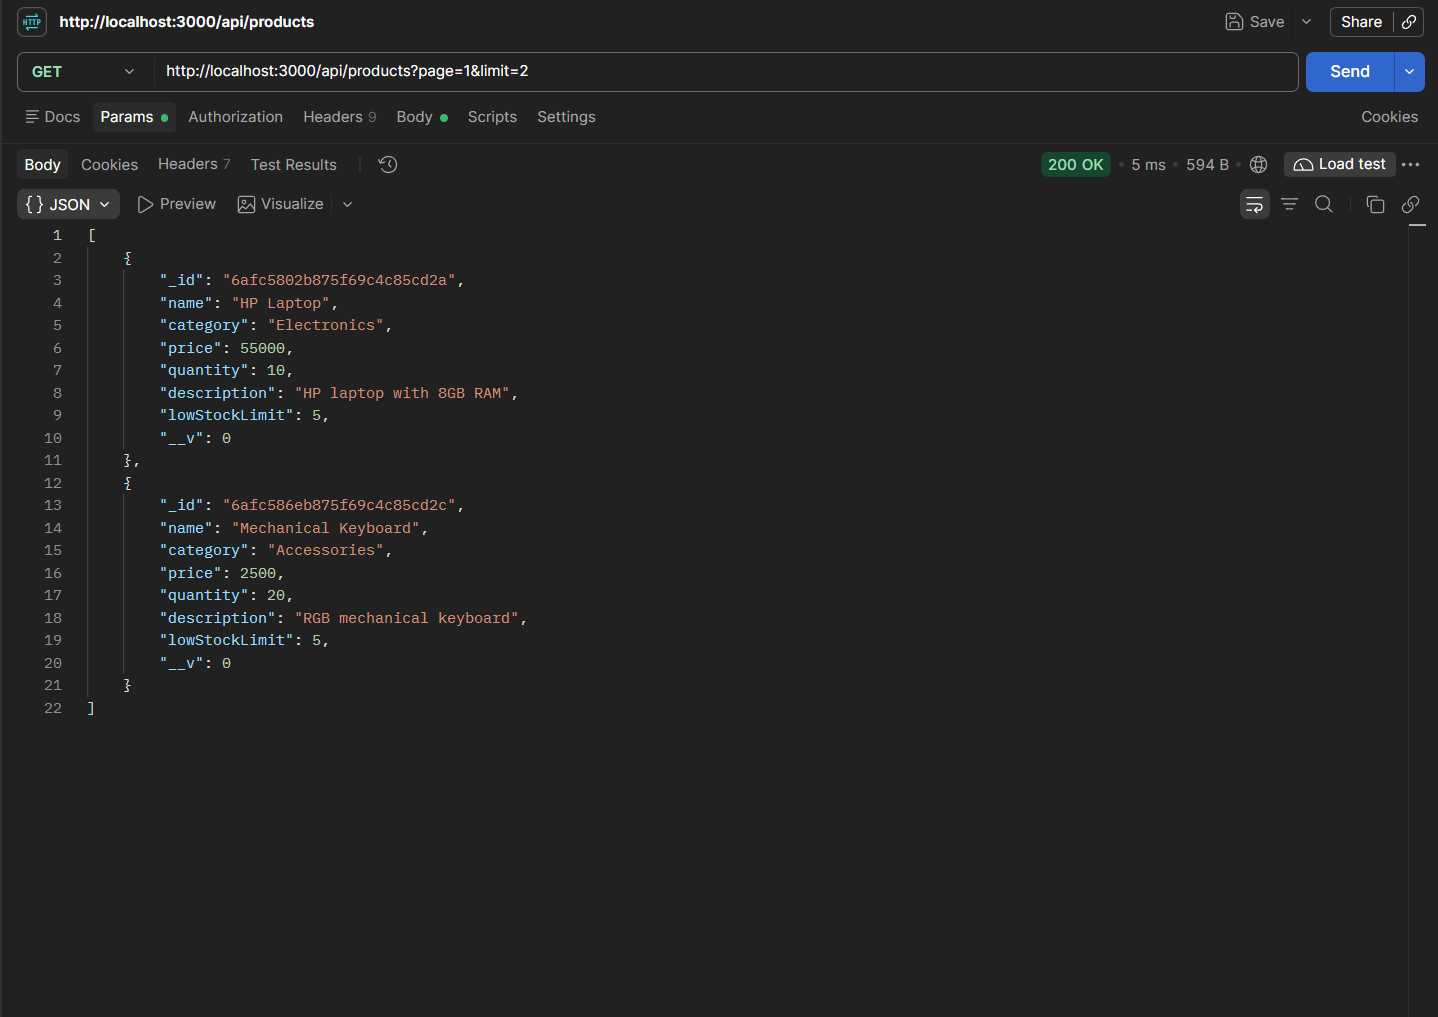 HTTP http://localhost:3000/api/products Save Share
GET http://localhost:3000/api/products?page=1&limit=2 Send
Docs Params Authorization Headers 9 Body Scripts Settings Cookies
Body Cookies Headers 7 Test Results 200 OK 5 ms 594 B Load test
{} JSON Preview Visualize
1 [
2 {
3 "_id": "6afc5802b875f69c4c85cd2a",
4 "name": "HP Laptop",
5 "category": "Electronics",
6 "price": 55000,
7 "quantity": 10,
8 "description": "HP laptop with 8GB RAM",
9 "lowStockLimit": 5,
10 "__v": 0
11 },
12 {
13 "_id": "6afc586eb875f69c4c85cd2c",
14 "name": "Mechanical Keyboard",
15 "category": "Accessories",
16 "price": 2500,
17 "quantity": 20,
18 "description": "RGB mechanical keyboard",
19 "lowStockLimit": 5,
20 "__v": 0
21 }
22 ]